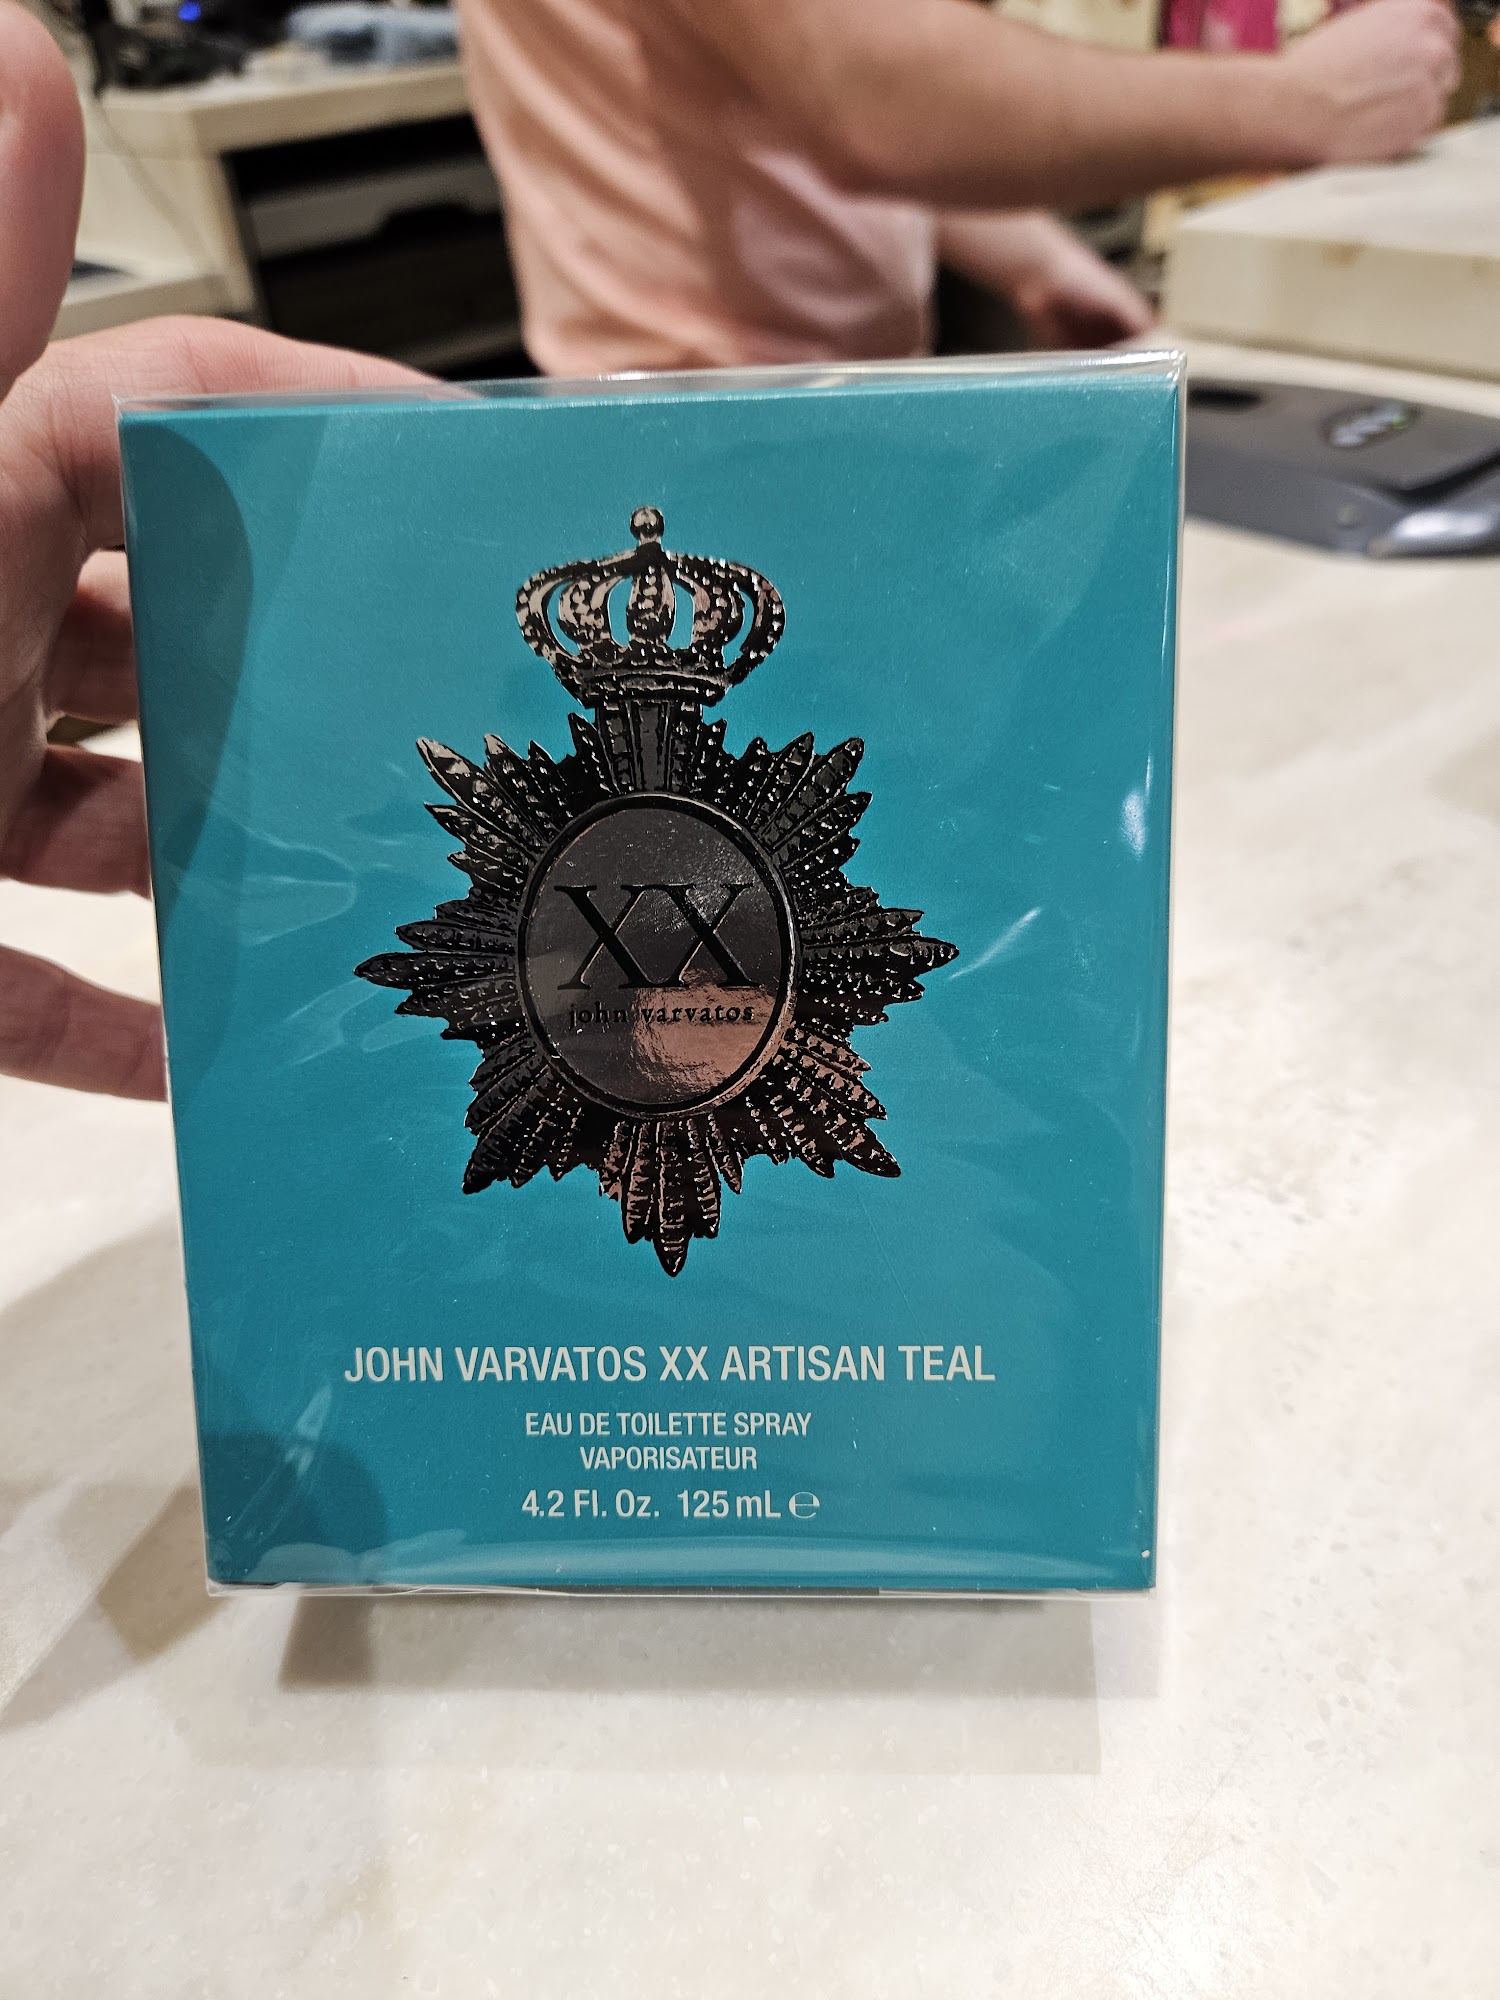 XX
john varvatos
JOHN VARVATOS XX ARTISAN TEAL
EAU DE TOILETTE SPRAY
VAPORISATEUR
4.2 Fl. Oz. 125 mL ℮